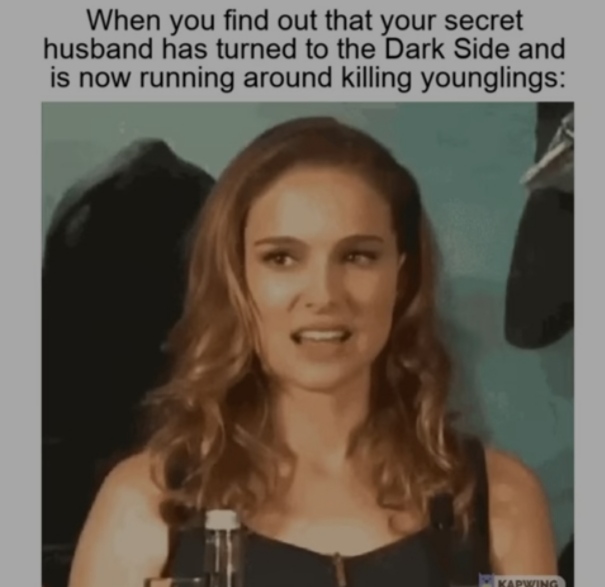 When you find out that your secret
husband has turned to the Dark Side and
is now running around killing younglings:
KAPWING